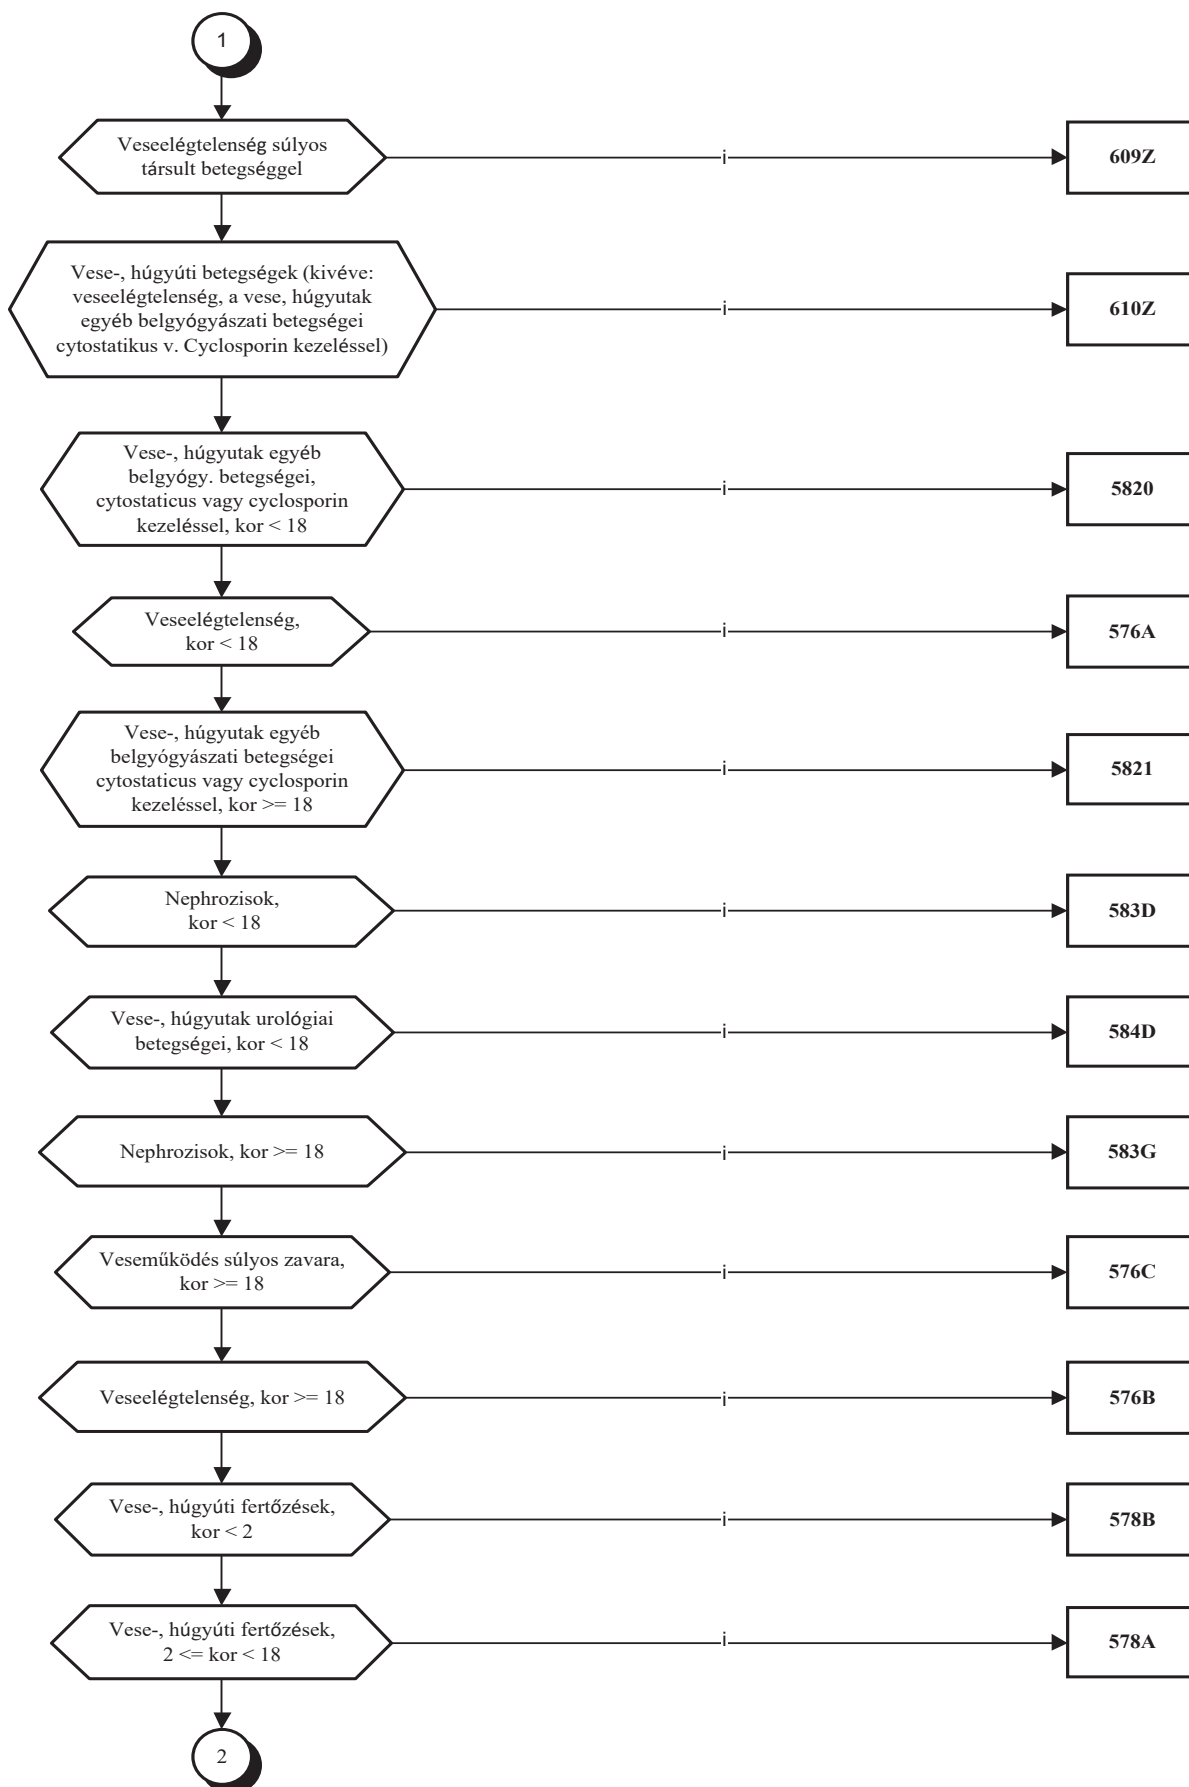 1
Veseelégtelenség súlyos
társult betegséggel
i
609Z
Vese-, húgyúti betegségek (kivéve:
veseelégtelenség, a vese, húgyutak
egyéb belgyógyászati betegségei
cytostatikus v. Cyclosporin kezeléssel)
i
610Z
Vese-, húgyutak egyéb
belgyógy. betegségei,
cytostaticus vagy cyclosporin
kezeléssel, kor < 18
i
5820
Veseelégtelenség,
kor < 18
i
576A
Vese-, húgyutak egyéb
belgyógyászati betegségei
cytostaticus vagy cyclosporin
kezeléssel, kor >= 18
i
5821
Nephrozisok,
kor < 18
i
583D
Vese-, húgyutak urológiai
betegségei, kor < 18
i
584D
Nephrozisok, kor >= 18
i
583G
Veseműködés súlyos zavara,
kor >= 18
i
576C
Veseelégtelenség, kor >= 18
i
576B
Vese-, húgyúti fertőzések,
kor < 2
i
578B
Vese-, húgyúti fertőzések,
2 <= kor < 18
i
578A
2